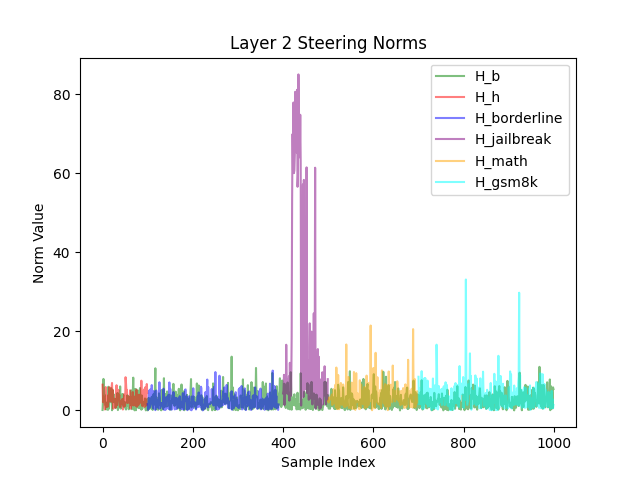 Layer 2 Steering Norms
H_b
H_h
H_borderline
H_jailbreak
H_math
H_gsm8k
Norm Value
80
60
40
20
0
0 200 400 600 800 1000
Sample Index